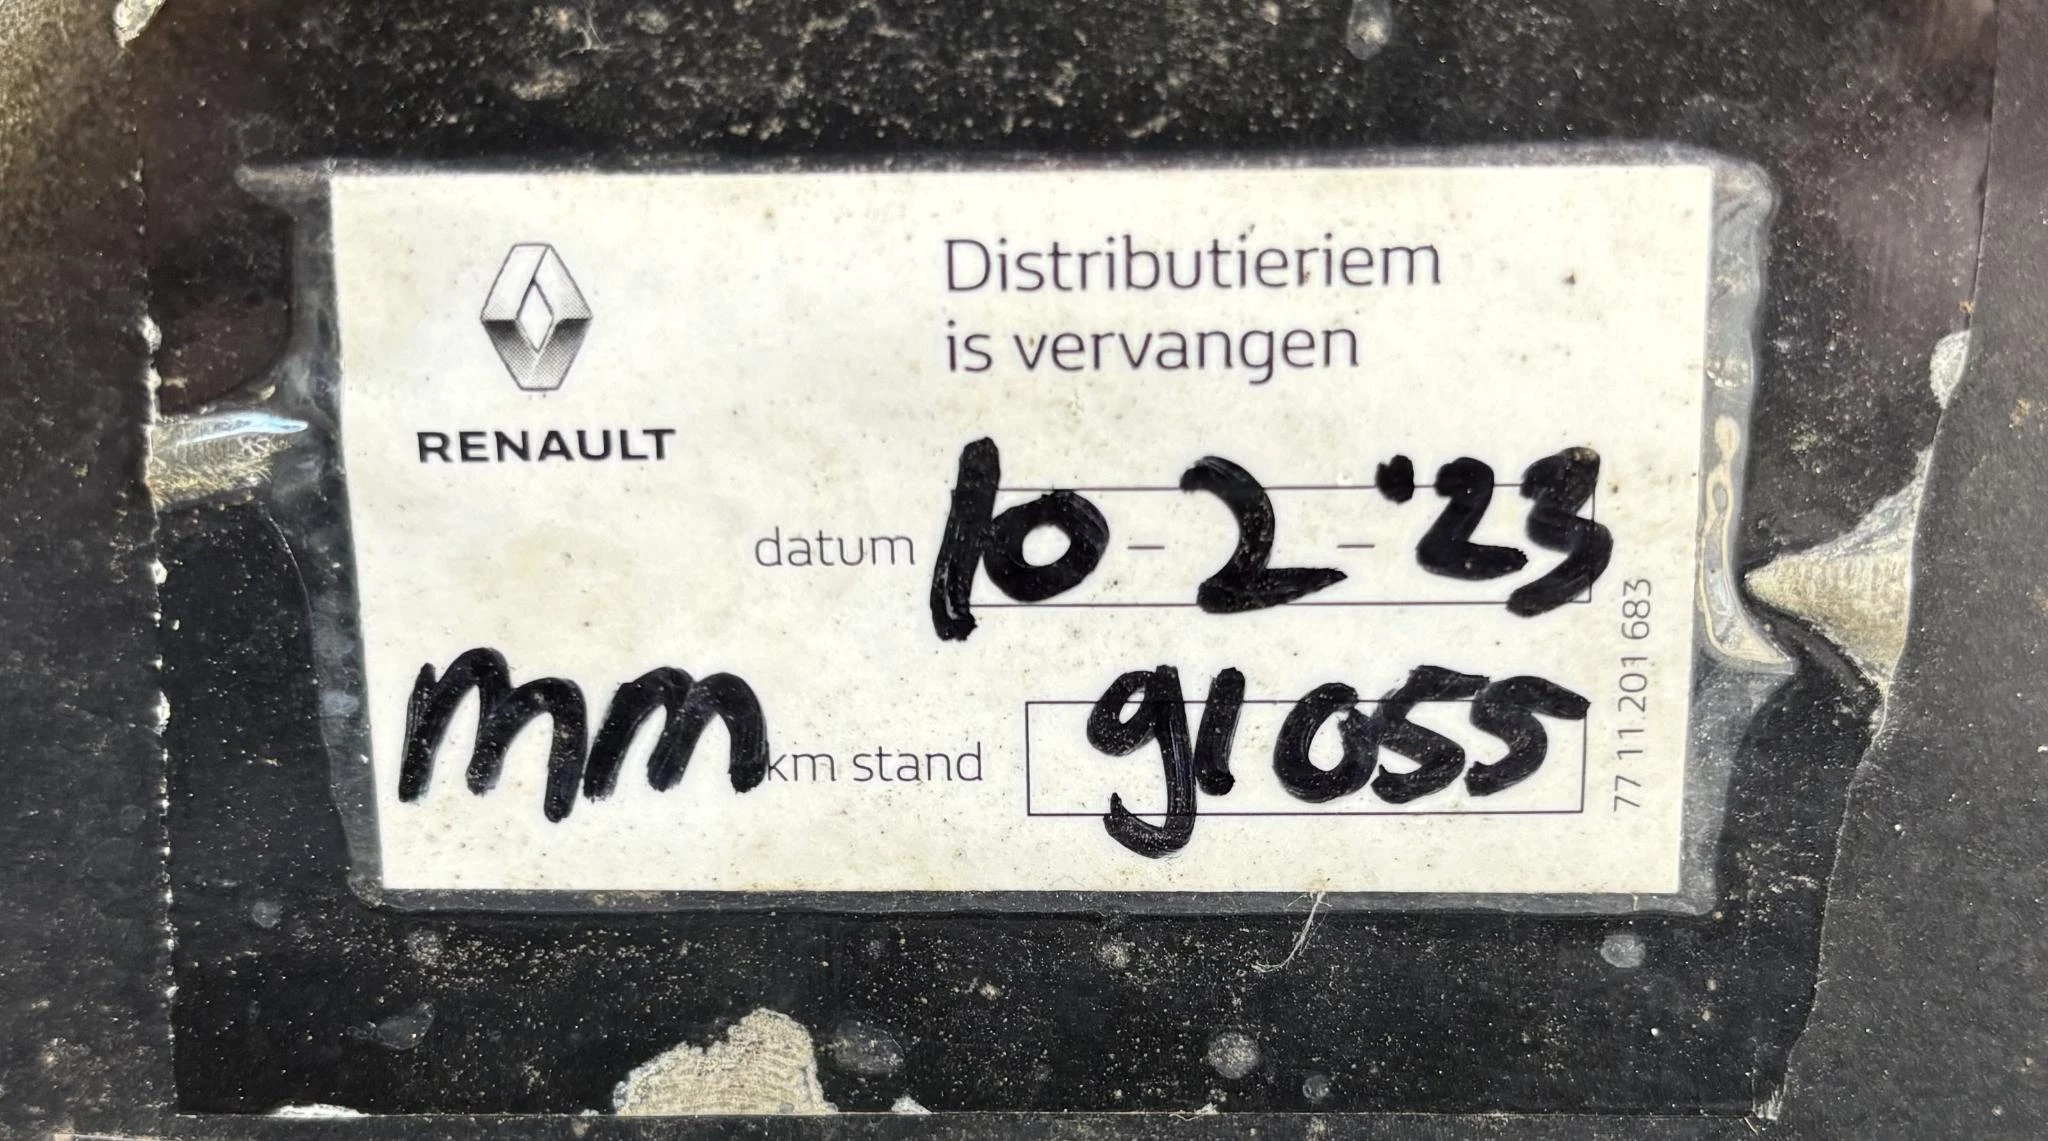 Distributieriem
is vervangen
RENAULT
datum 10 - 2 - '23
mm km stand 91055
77 11 201 683